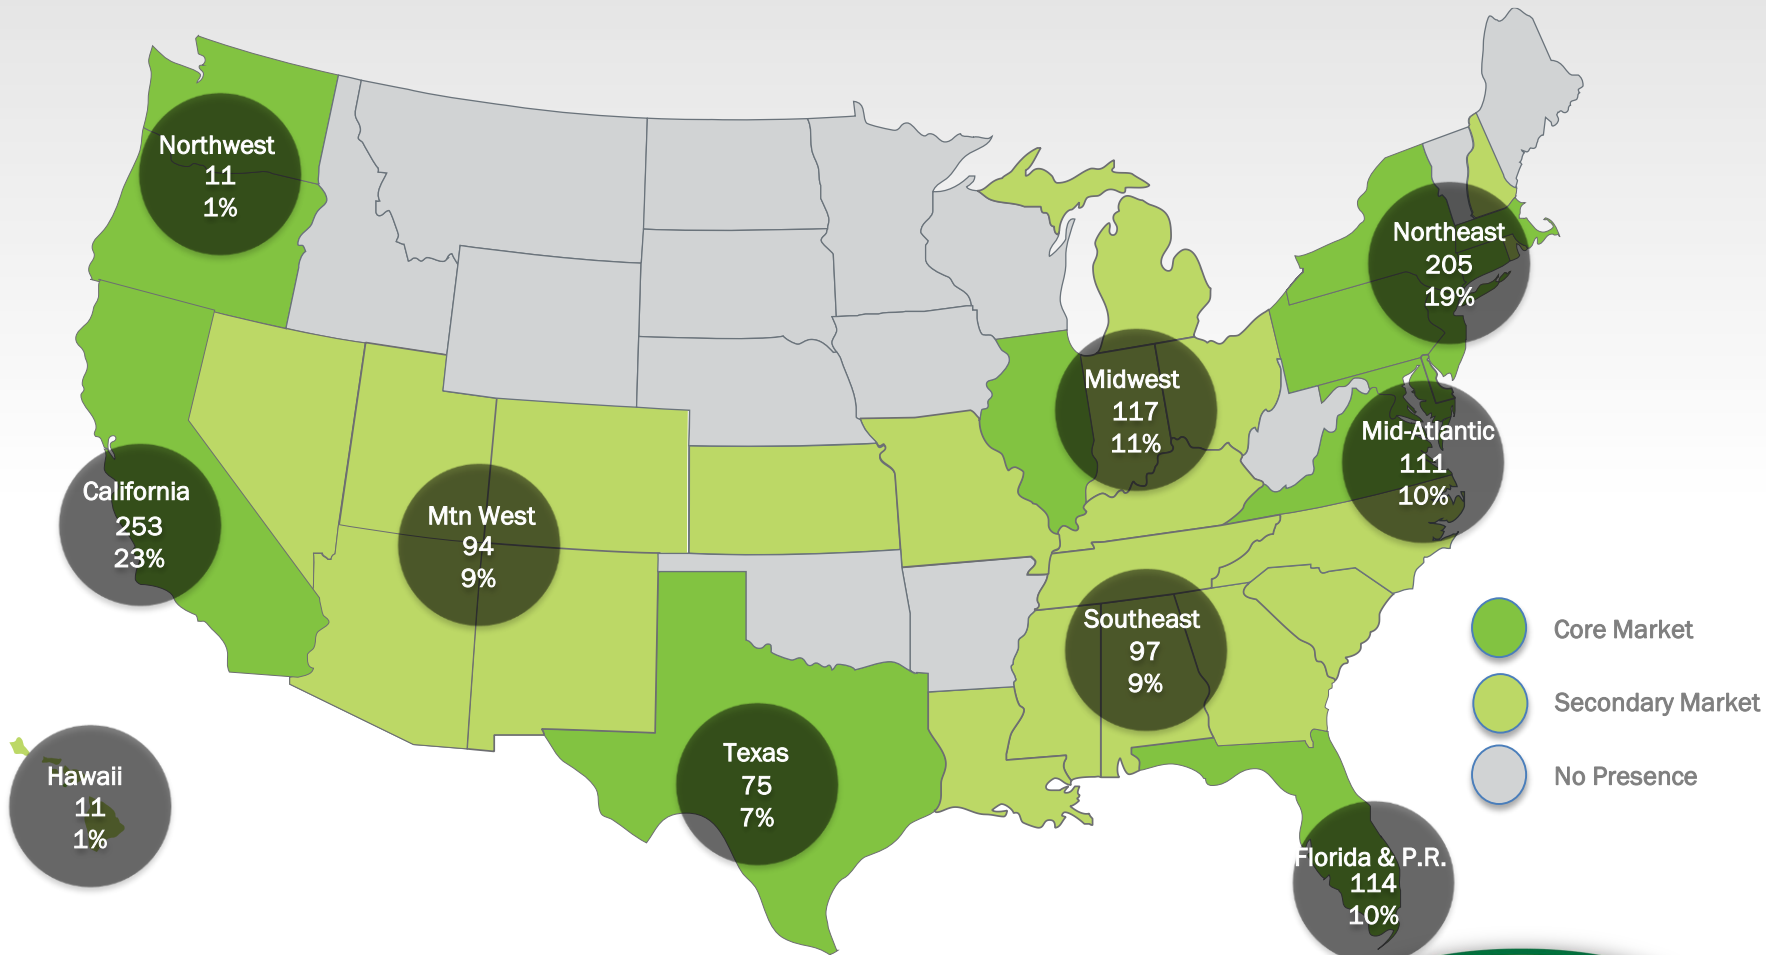 Northwest
11
1%
Northeast
205
19%
Midwest
117
11%
Mid-Atlantic
111
10%
California
253
23%
Mtn West
94
9%
Southeast
97
9%
Core Market
Secondary Market
No Presence
Texas
75
7%
Hawaii
11
1%
Florida & P.R.
114
10%